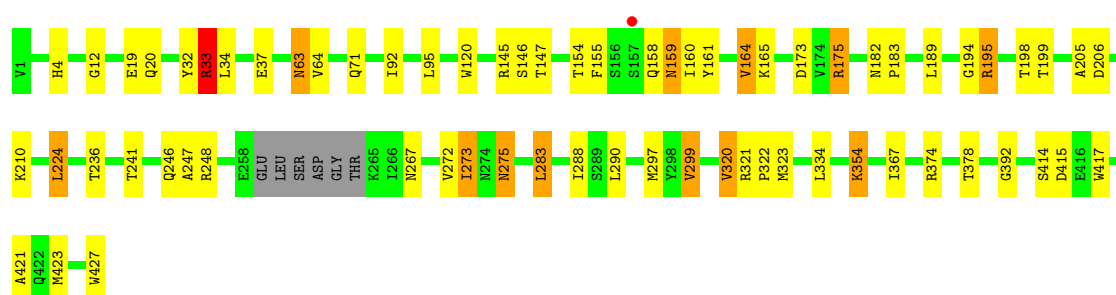 V1 H4 G12 E19 Q20 Y32 R33 L34 E37 N63 V64 Q71 I92 L95 W120 R145 S146 T147 T154 F155 S156 S157 Q158 N159 I160 Y161 V164 K165 D173 V174 R175 N182 P183 L189 G194 R195 T198 T199 A205 D206
K210 L224 T236 T241 Q246 A247 R248 E258 GLU LEU SER ASP GLY THR K265 I266 N267 V272 I273 N274 N275 L283 I288 S289 L290 M297 Y298 V299 V320 R321 P322 M323 L334 K354 I367 R374 T378 G392 S414 D415 E416 W417
A421 Q422 M423 W427